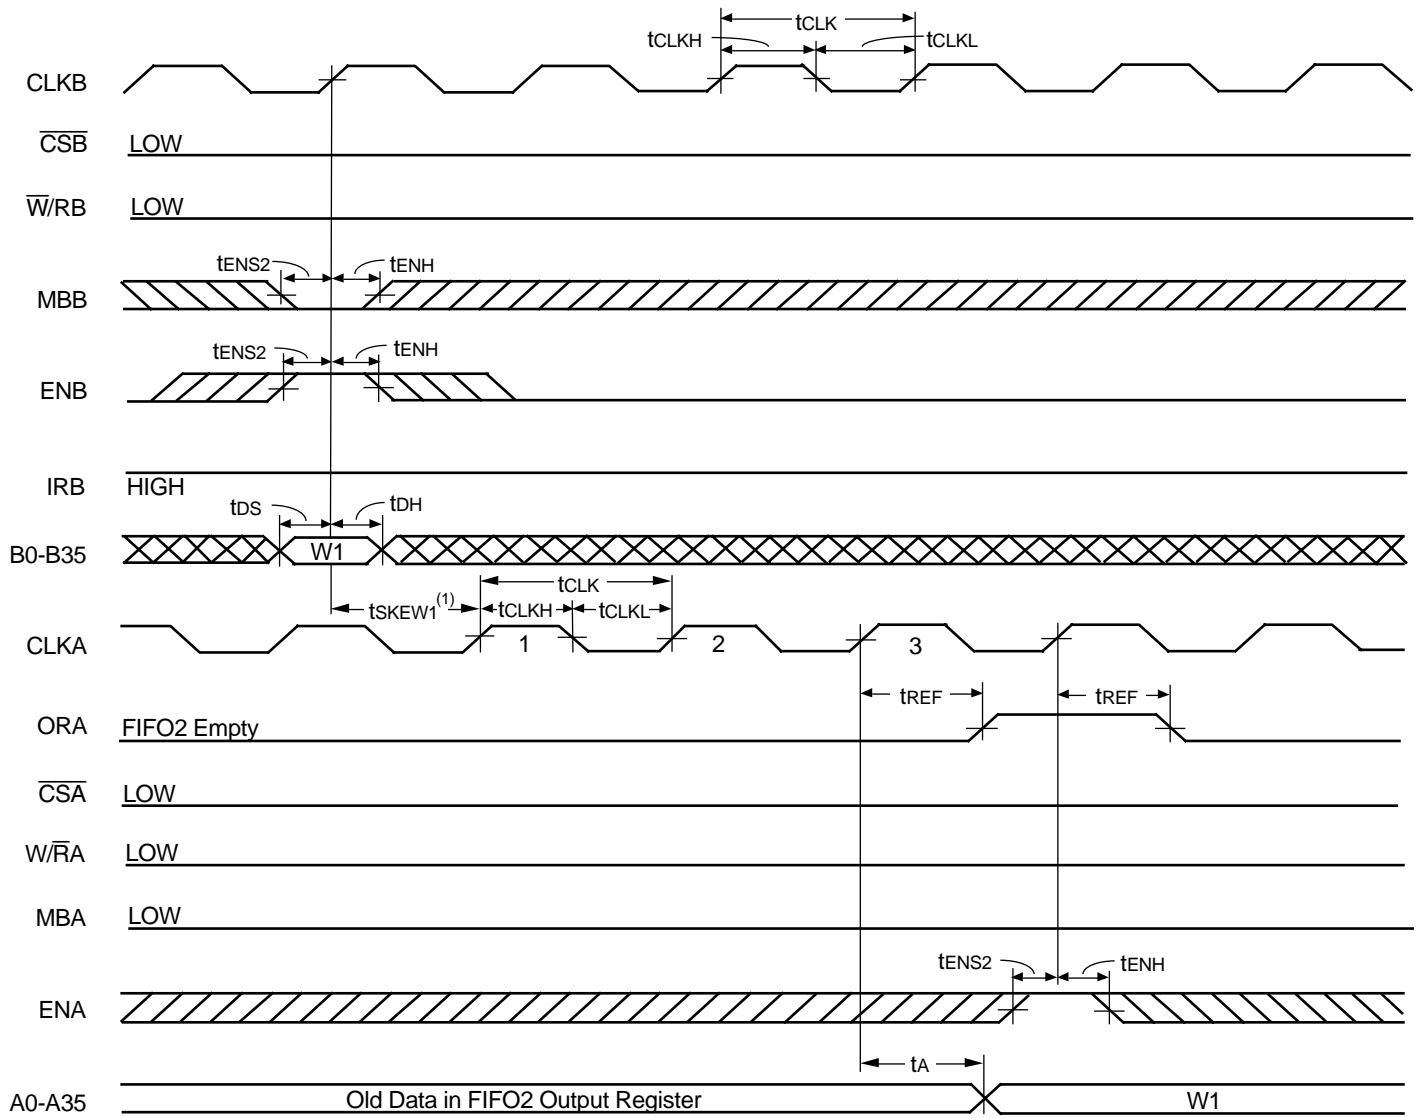 tCLK
tCLKH
tCLKL
CLKB
CSB
LOW
W/RB
LOW
tENS2
tENH
MBB
tENS2
tENH
ENB
IRB
HIGH
tDS
tDH
B0-B35
W1
tCLK
tSKEW1(1)
tCLKH
tCLKL
CLKA
1
2
3
tREF
tREF
ORA
FIFO2 Empty
CSA
LOW
W/RA
LOW
MBA
LOW
tENS2
tENH
ENA
tA
A0-A35
Old Data in FIFO2 Output Register
W1